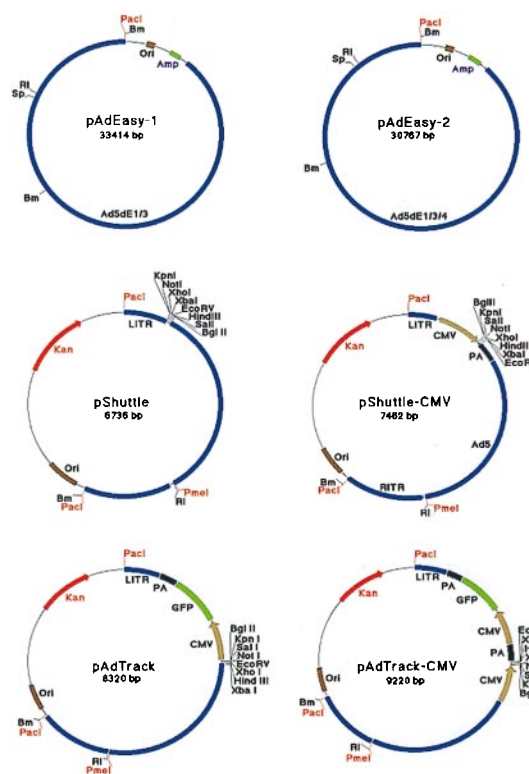 PacI
Bm
Ori
Amp
RI
Sp
pAdEasy-1
33414 bp
Bm
Ad5dE1/3
PacI
Bm
Ori
Amp
RI
Sp
pAdEasy-2
30767 bp
Bm
Ad5dE1/3/4
KpnI
NotI
XhoI
XbaI
EcoRV
HindIII
SalI
Bgl II
PacI
LITR
Kan
pShuttle
6736 bp
Ori
Bm
PacI
RI
PmeI
BglII
KpnI
SalI
NotI
XhoI
HindIII
XbaI
EcoR
PacI
LITR
CMV
PA
Kan
pShuttle-CMV
7462 bp
Ad5
Ori
Bm
PacI
RITR
RI
PmeI
PacI
LITR
PA
GFP
CMV
Kan
Bgl II
Kpn I
Sal I
Not I
EcoRV
Xho I
Hind III
Xba I
pAdTrack
8320 bp
Ori
Bm
PacI
RI
PmeI
PacI
LITR
PA
GFP
CMV
PA
CMV
Kan
pAdTrack-CMV
9220 bp
Ori
Bm
PacI
RI
PmeI